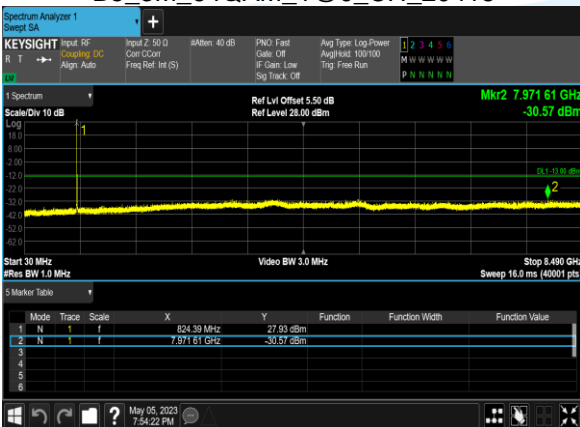 Spectrum Analyzer 1
Swept SA
KEYSIGHT Input: RF Input Z: 50 Ω #Atten: 40 dB PNO: Fast Avg Type: Log-Power 1 2 3 4 5 6
R T Coupling: DC Corr CCorr Gate: Off Avg|Hold: 100/100 M W W W W W
Align: Auto Freq Ref: Int (S) IF Gain: Low Trig: Free Run
LW Sig Track: Off P N N N N N
1 Spectrum Ref Lvl Offset 5.50 dB Mkr2 7.971 61 GHz
Scale/Div 10 dB Ref Level 28.00 dBm -30.57 dBm
Log
18.0 1
8.00
-2.00
-12.0 DL1 -13.00 dBm
-22.0 2
-32.0
-42.0
-52.0
-62.0
Start 30 MHz Video BW 3.0 MHz Stop 8.490 GHz
#Res BW 1.0 MHz Sweep 16.0 ms (40001 pts)
5 Marker Table
Mode Trace Scale X Y Function Function Width Function Value
1 N 1 f 824.39 MHz 27.93 dBm
2 N 1 f 7.971 61 GHz -30.57 dBm
3
4
5
6
? May 05, 2023
7:54:22 PM